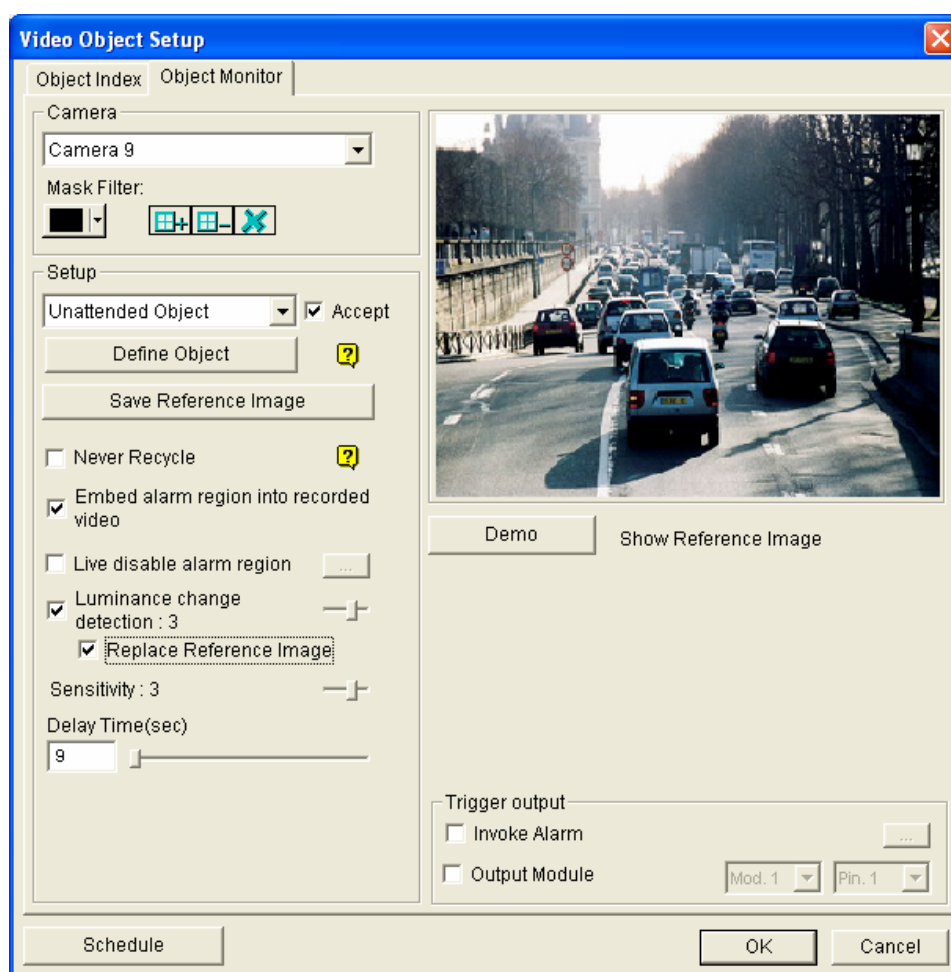 Video Object Setup
Object Index
Object Monitor
Camera
Camera 9
Mask Filter:
Setup
Unattended Object
Accept
Define Object
?
Save Reference Image
Never Recycle
?
Embed alarm region into recorded
video
Live disable alarm region
...
Luminance change
detection : 3
Replace Reference Image
Sensitivity : 3
Delay Time(sec)
9
Demo
Show Reference Image
Trigger output
Invoke Alarm
...
Output Module
Mod. 1
Pin. 1
Schedule
OK
Cancel